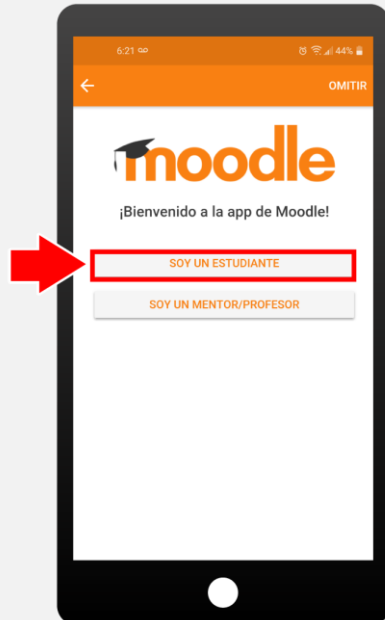 6:21 44%
OMITIR
moodle
¡Bienvenido a la app de Moodle!
SOY UN ESTUDIANTE
SOY UN MENTOR/PROFESOR